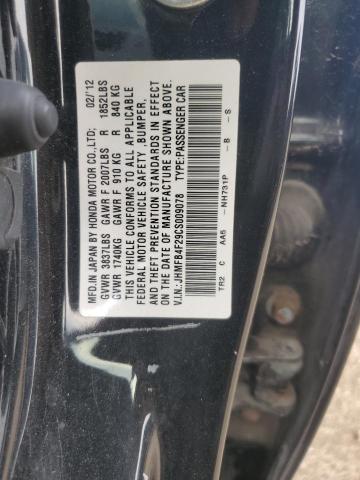 MFD.IN JAPAN BY HONDA MOTOR CO.,LTD. 02/'12
GVWR 3837LBS GAWR F 2007LBS R 1852LBS
GVWR 1740KG GAWR F 910 KG R 840 KG
THIS VEHICLE CONFORMS TO ALL APPLICABLE
FEDERAL MOTOR VEHICLE SAFETY ,BUMPER,
AND THEFT PREVENTION STANDARDS IN EFFECT
ON THE DATE OF MANUFACTURE SHOWN ABOVE.
V.I.N.:JHMFB4F29CS009078 TYPE:PASSENGER CAR
TR2 C AA5 -NH731P -B -S